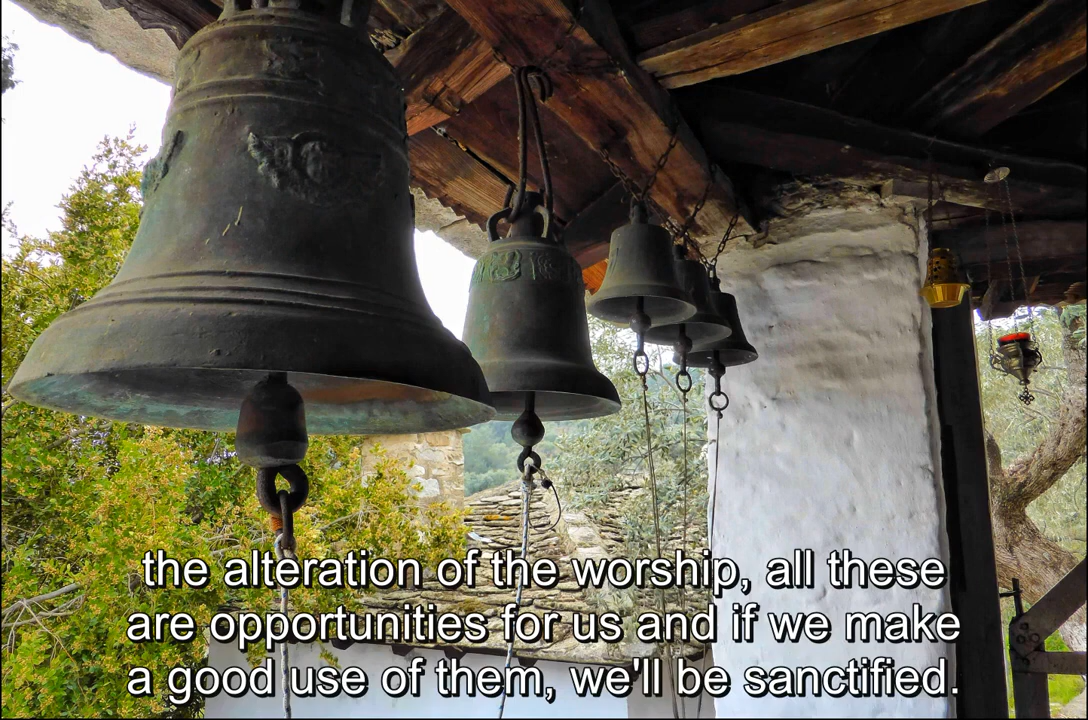 the alteration of the worship, all these
are opportunities for us and if we make
a good use of them, we'll be sanctified.